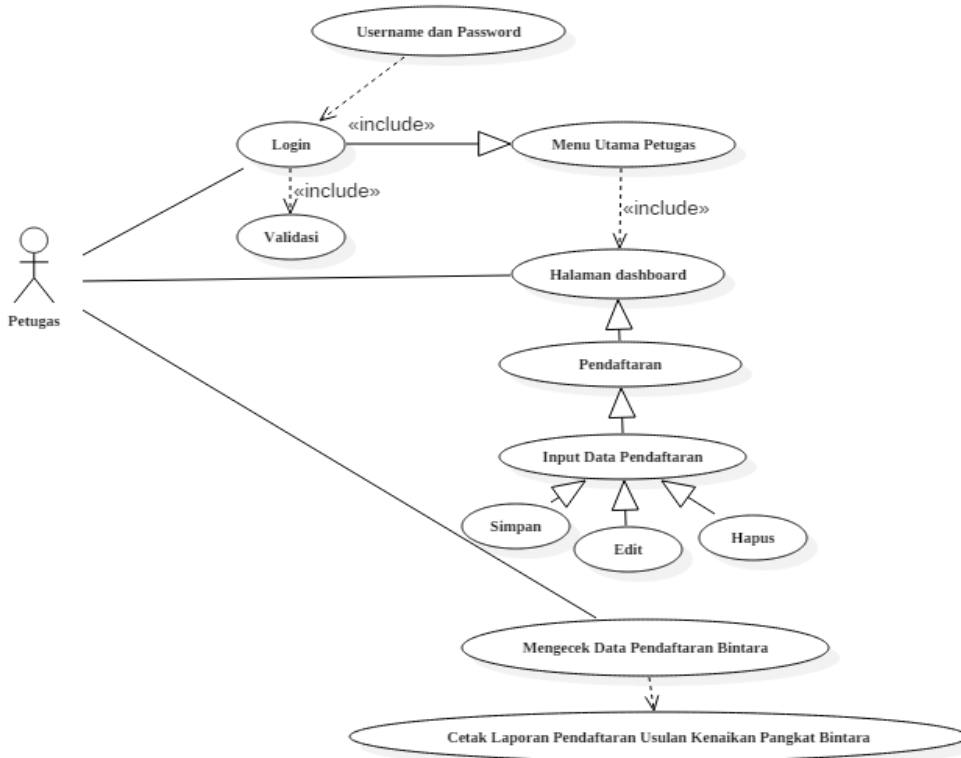 Username dan Password
«include»
Login
Menu Utama Petugas
«include»
«include»
Validasi
Halaman dashboard
Petugas
Pendaftaran
Input Data Pendaftaran
Simpan
Hapus
Edit
Mengecek Data Pendaftaran Bintara
Cetak Laporan Pendaftaran Usulan Kenaikan Pangkat Bintara